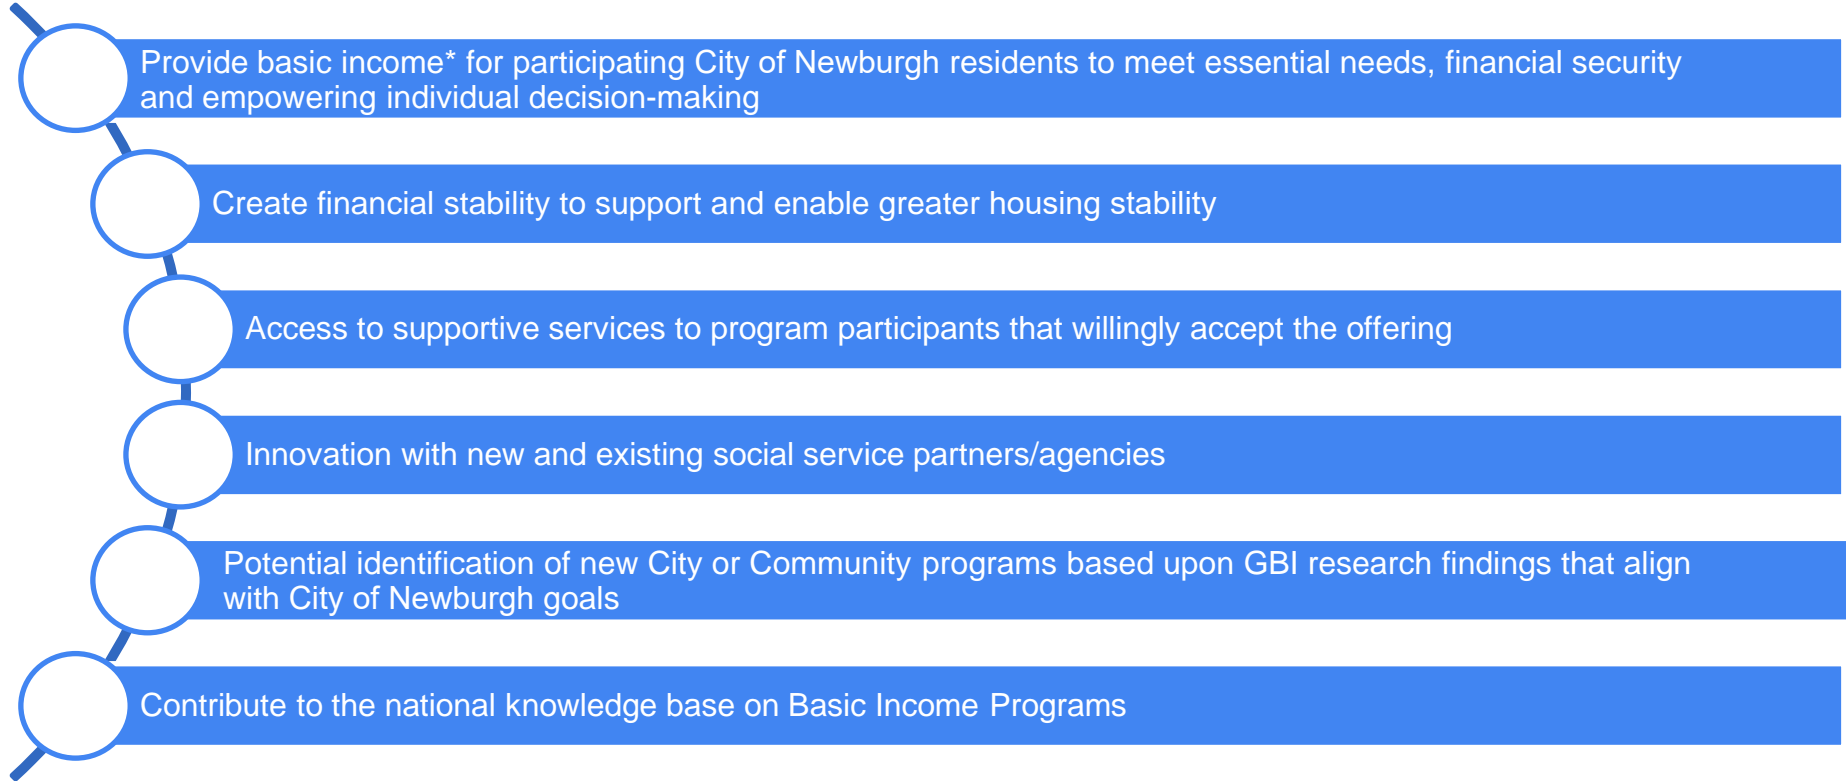 Provide basic income* for participating City of Newburgh residents to meet essential needs, financial security
and empowering individual decision-making
Create financial stability to support and enable greater housing stability
Access to supportive services to program participants that willingly accept the offering
Innovation with new and existing social service partners/agencies
Potential identification of new City or Community programs based upon GBI research findings that align
with City of Newburgh goals
Contribute to the national knowledge base on Basic Income Programs